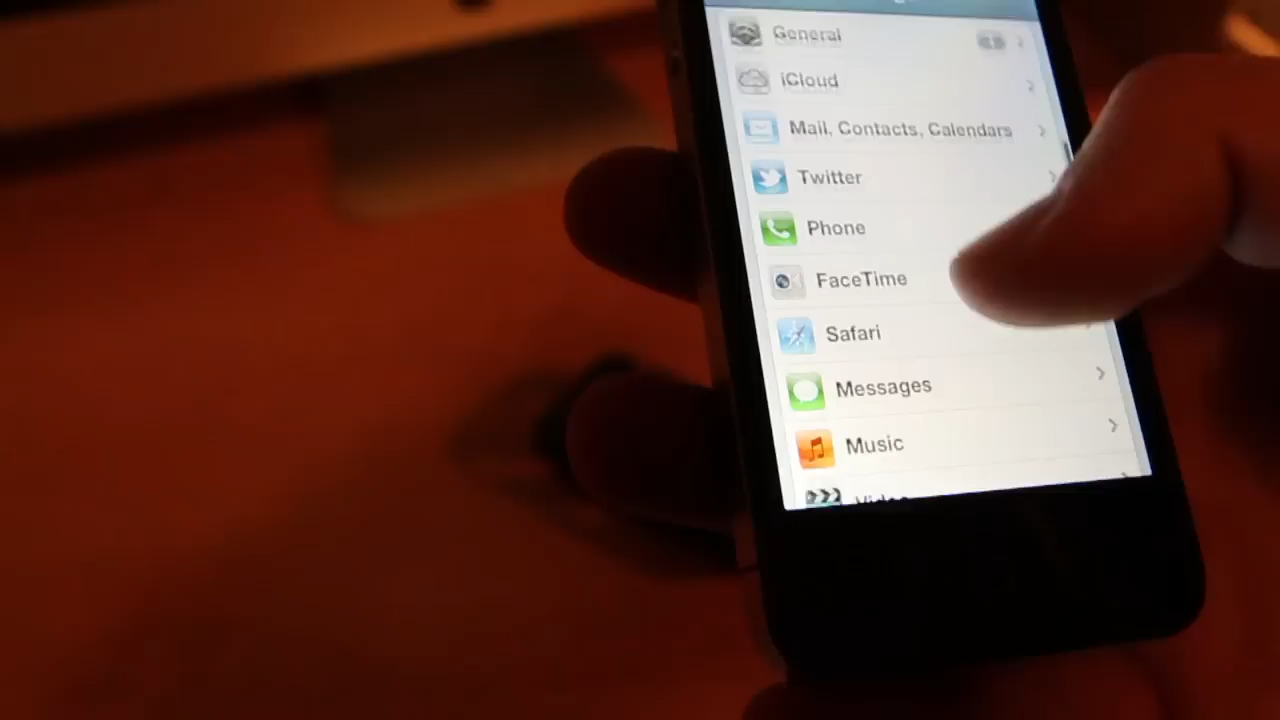 General
iCloud
Mail, Contacts, Calendars
Twitter
Phone
FaceTime
Safari
Messages
Music